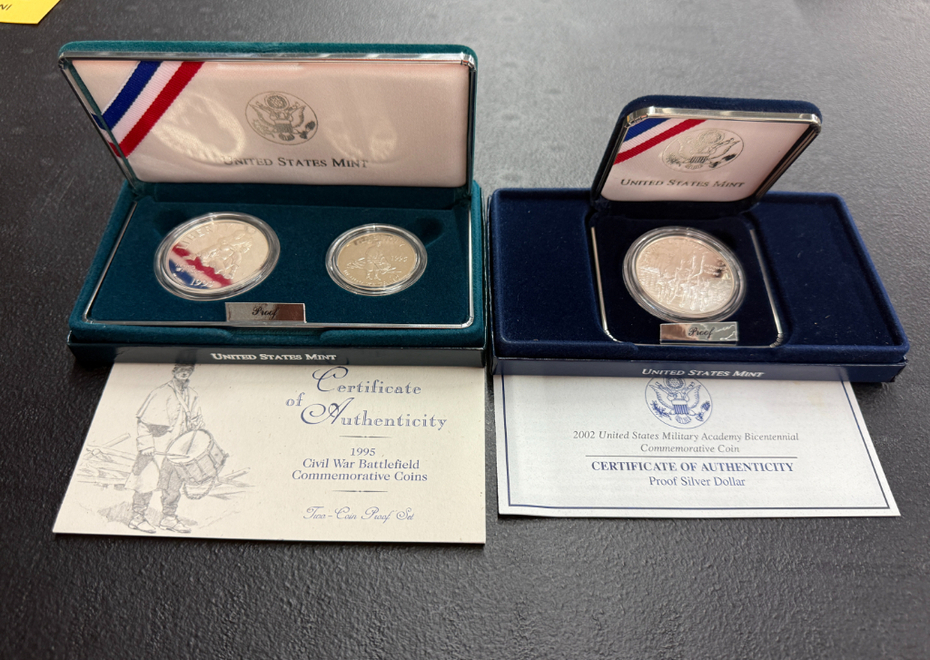 UNITED STATES MINT
1995
Proof
UNITED STATES MINT
Certificate
of Authenticity
1995
Civil War Battlefield
Commemorative Coins
Two-Coin Proof Set
UNITED STATES MINT
Proof
UNITED STATES MINT
2002 United States Military Academy Bicentennial
Commemorative Coin
CERTIFICATE OF AUTHENTICITY
Proof Silver Dollar